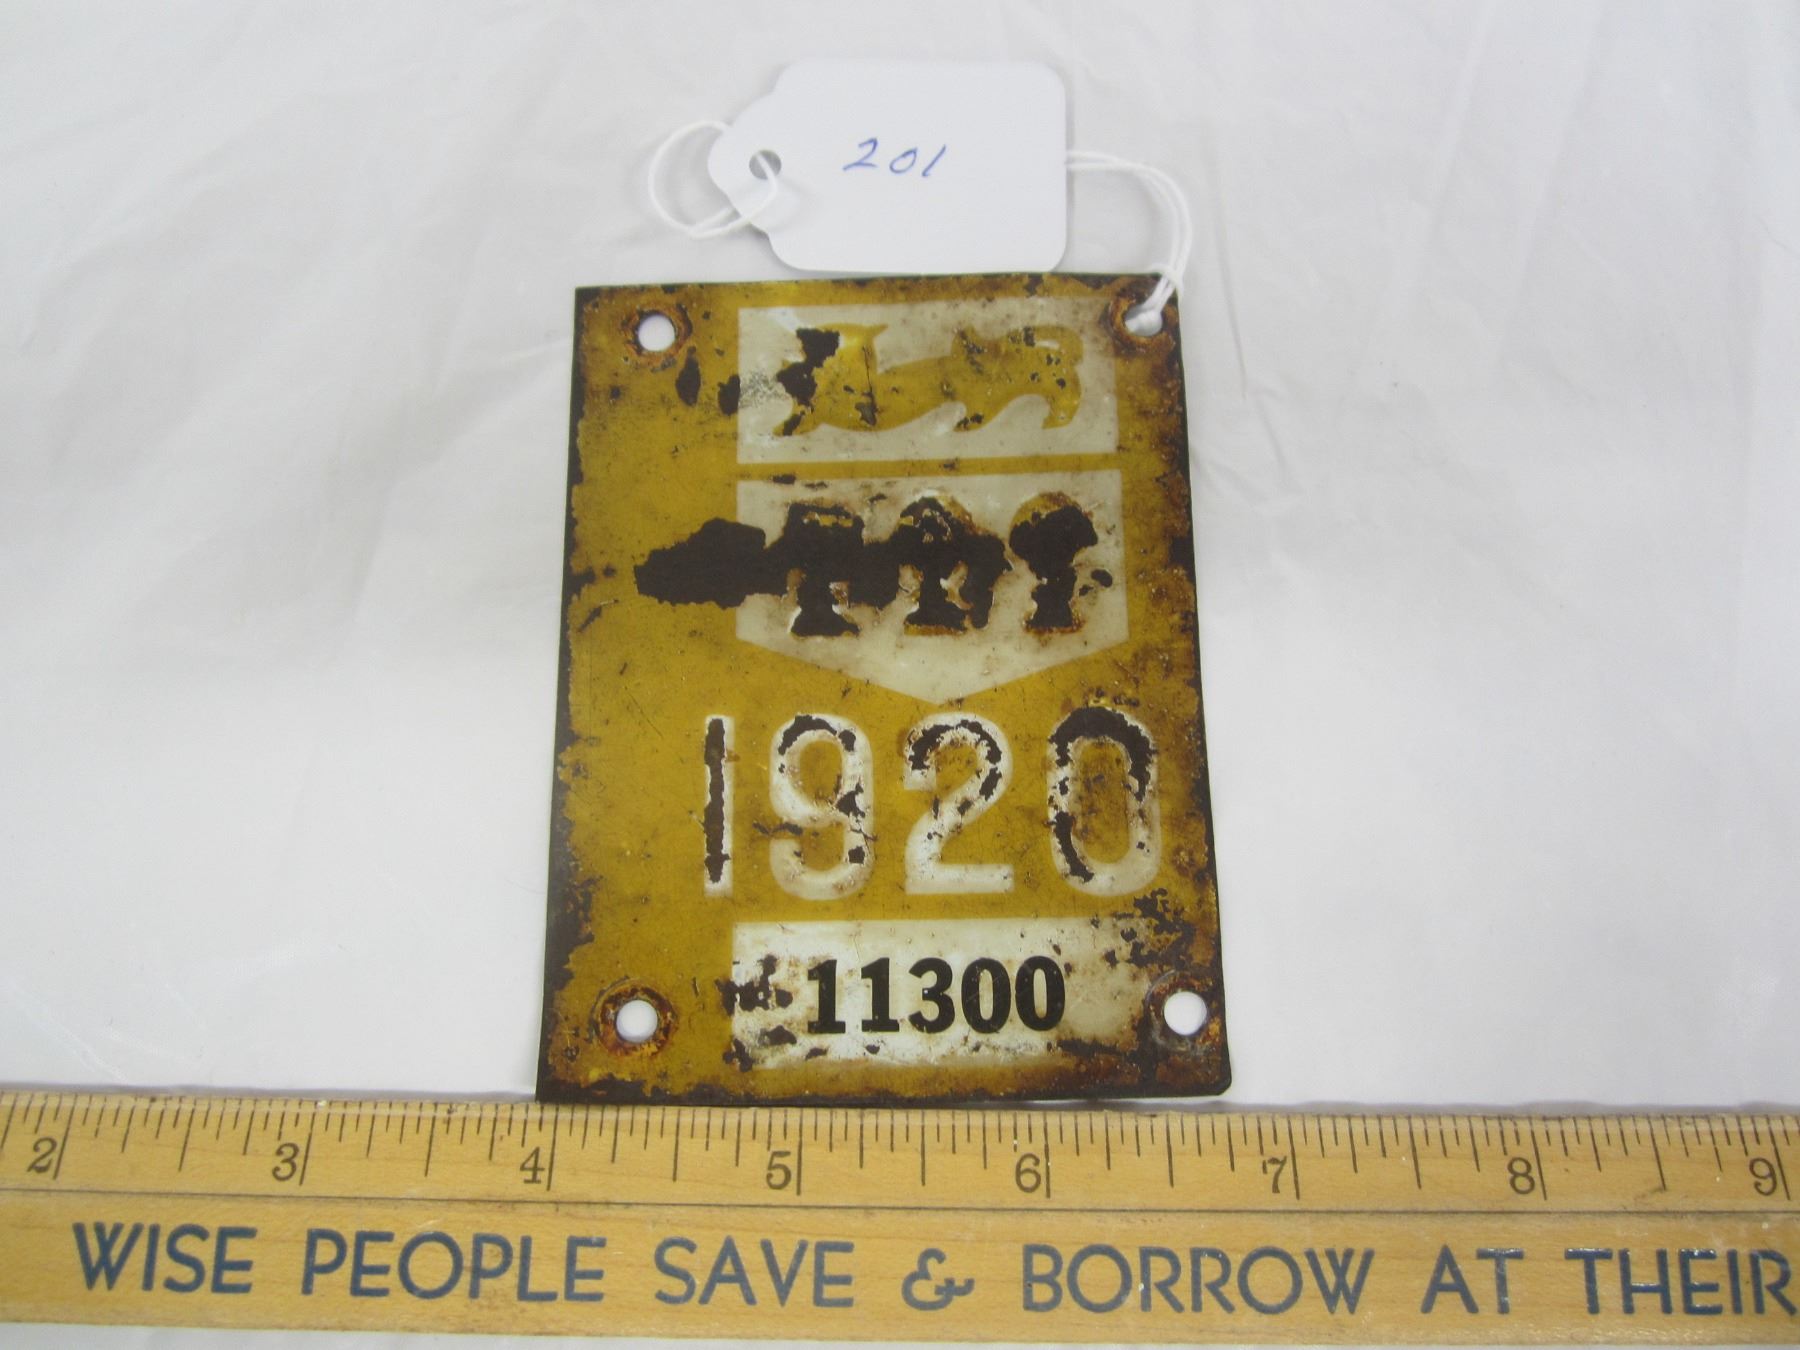 201
1920
11300
2 3 4 5 6 7 8 9
WISE PEOPLE SAVE & BORROW AT THEIR